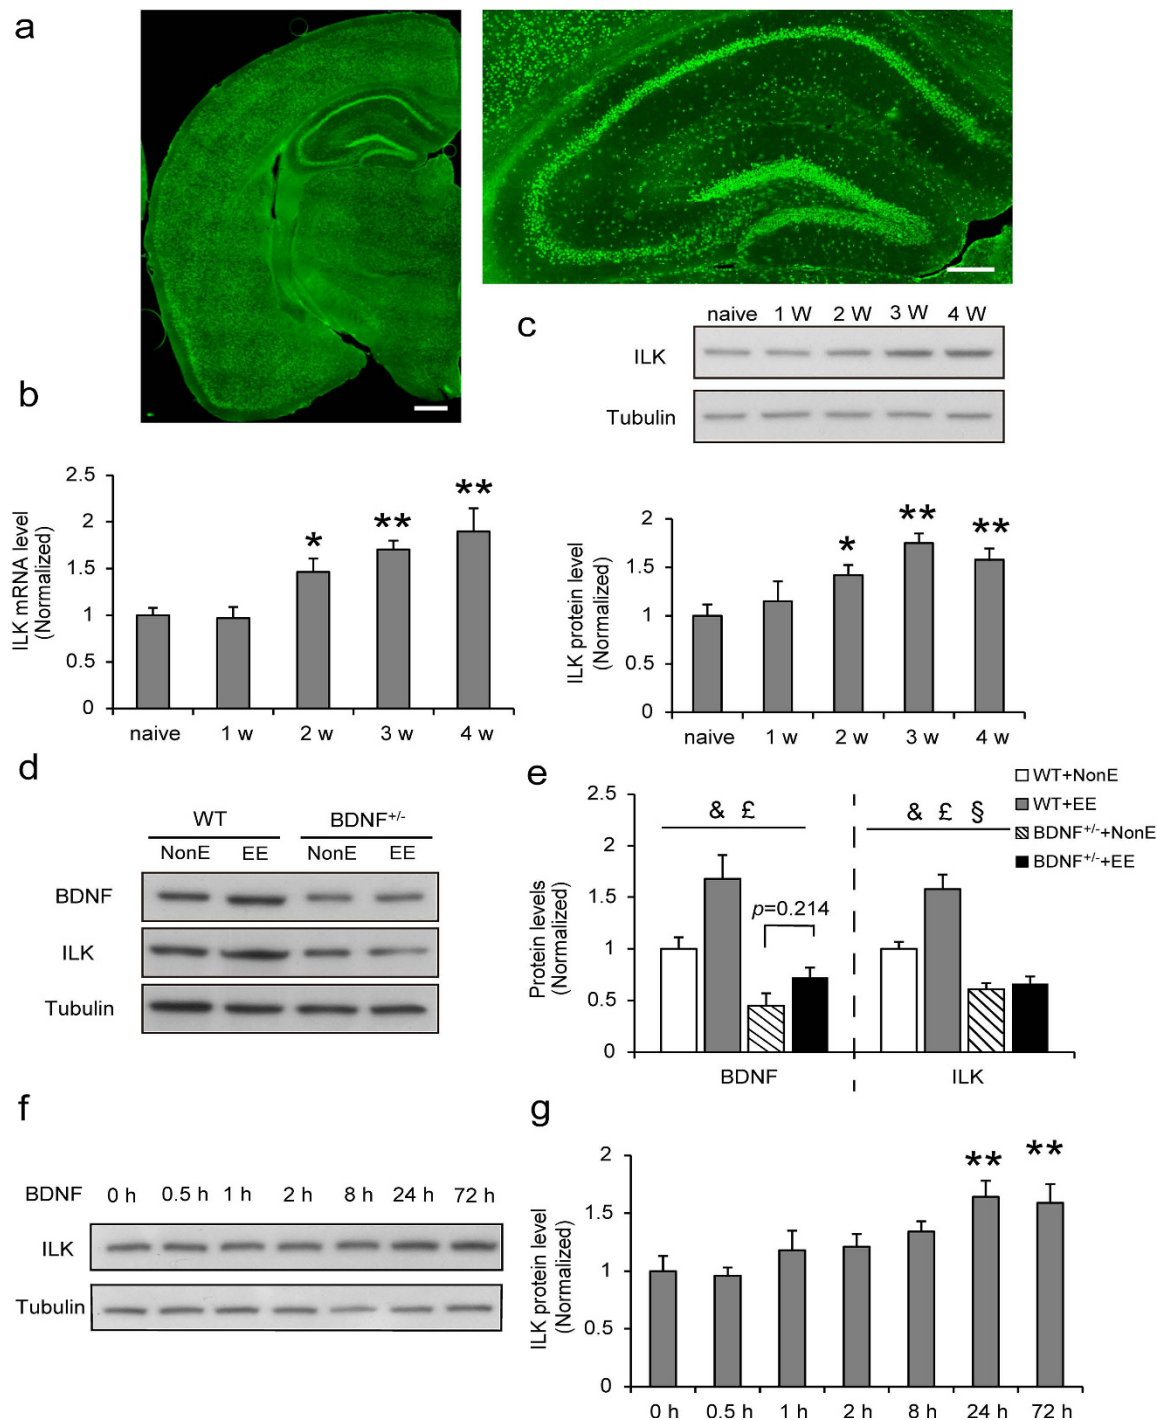 a
c
naive 1 W 2 W 3 W 4 W
ILK
Tubulin
b
ILK mRNA level
(Normalized)
2.5
2
1.5
1
0.5
0
*
**
**
naive 1 w 2 w 3 w 4 w
ILK protein level
(Normalized)
2
1.5
1
0.5
0
*
**
**
naive 1 w 2 w 3 w 4 w
d
WT BDNF+/-
NonE EE NonE EE
BDNF
ILK
Tubulin
e
WT+NonE
WT+EE
BDNF+/-+NonE
BDNF+/-+EE
Protein levels
(Normalized)
2.5
2
1.5
1
0.5
0
& £
& £ §
p=0.214
BDNF ILK
f
BDNF 0 h 0.5 h 1 h 2 h 8 h 24 h 72 h
ILK
Tubulin
g
ILK protein level
(Normalized)
2
1.5
1
0.5
0
**
**
0 h 0.5 h 1 h 2 h 8 h 24 h 72 h